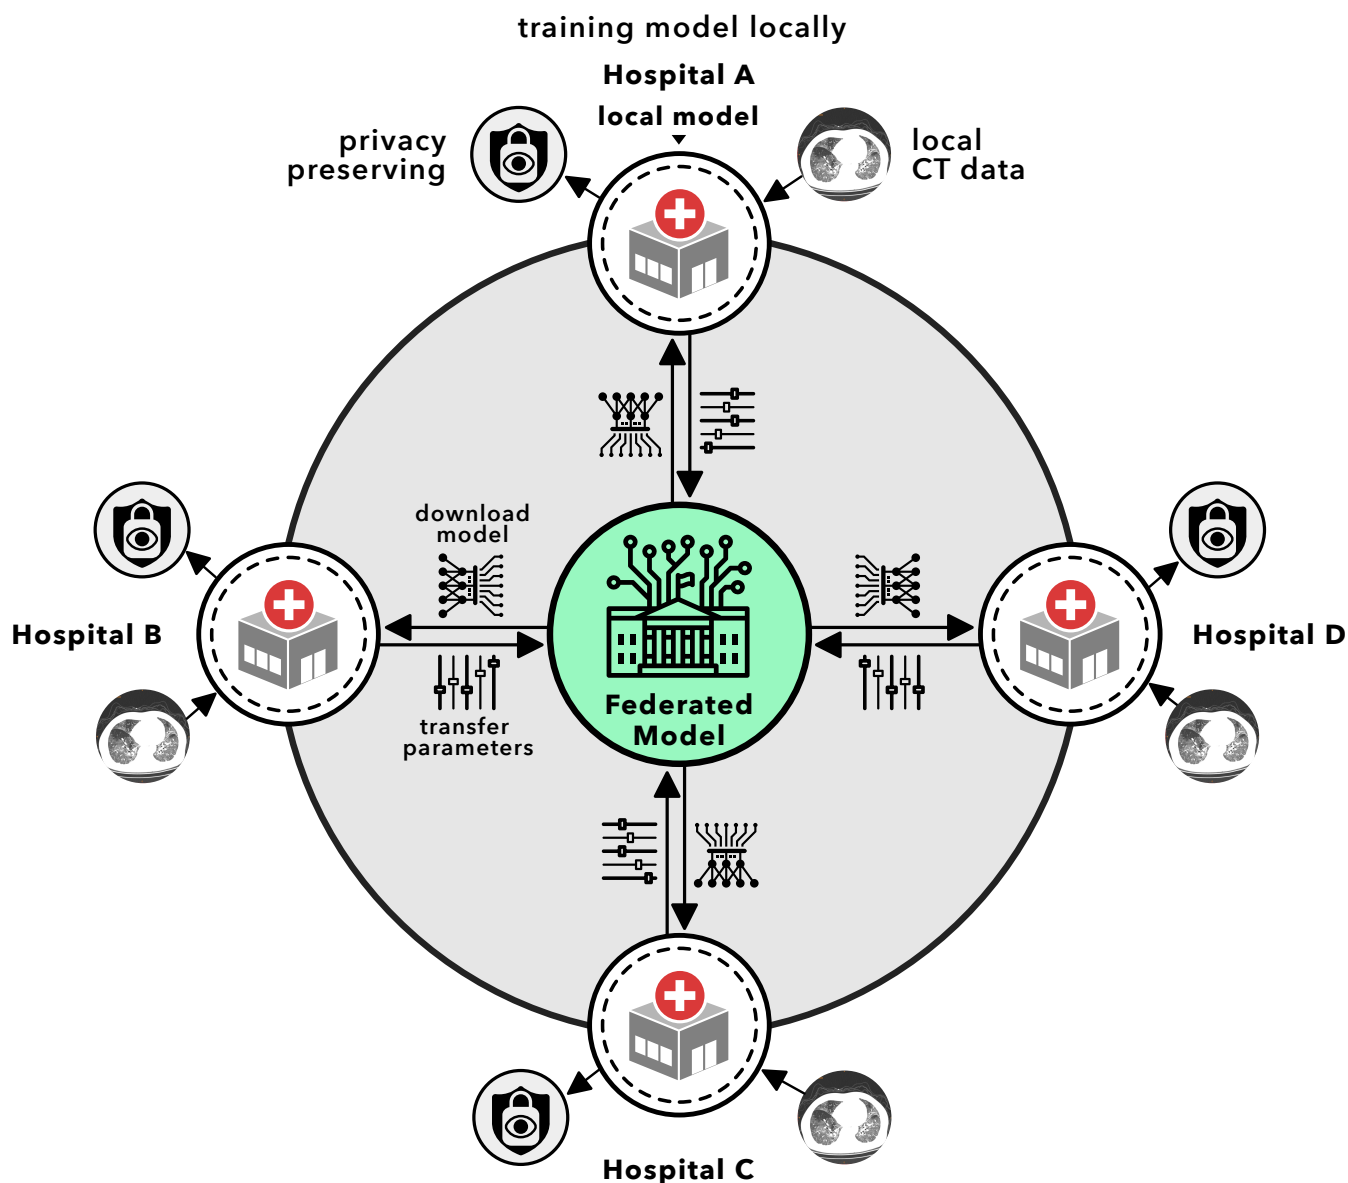 training model locally
Hospital A
local model
privacy
preserving
local
CT data
download
model
Hospital B
Hospital D
Federated
Model
transfer
parameters
Hospital C